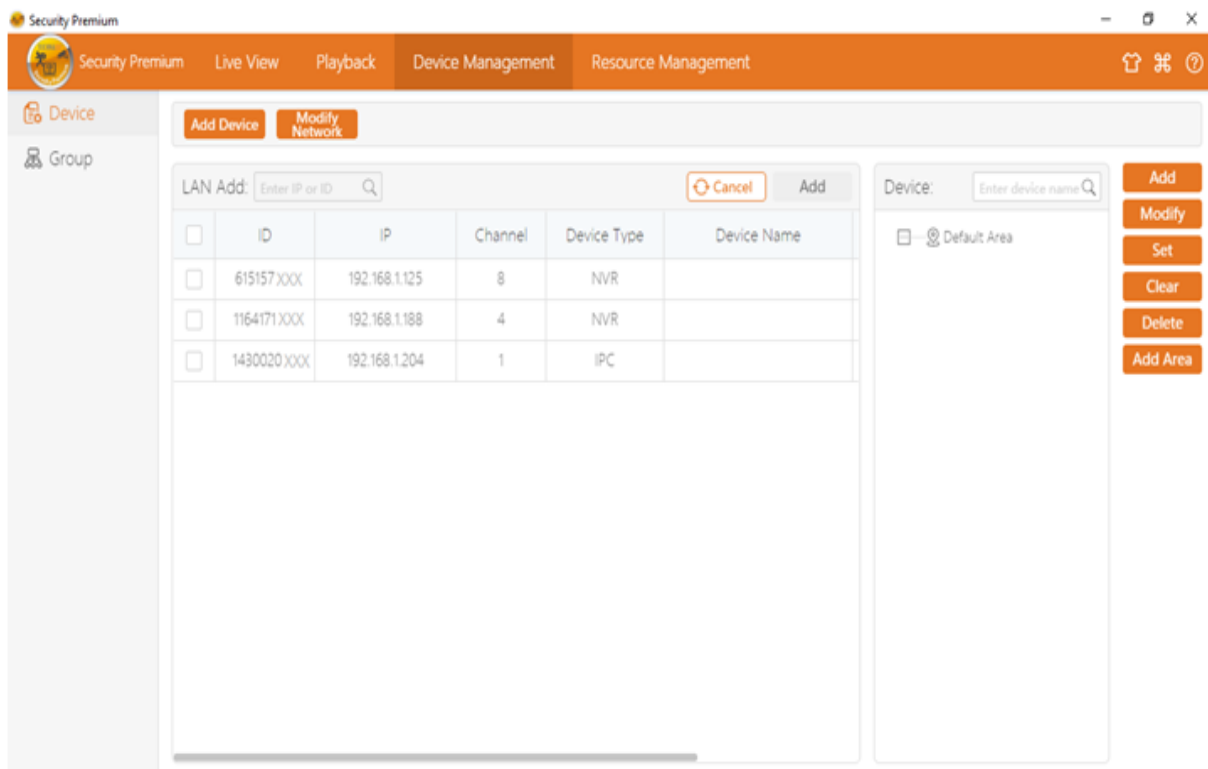 Security Premium
Security Premium Live View Playback Device Management Resource Management
Device
Group
Add Device
Modify Network
LAN Add: Enter IP or ID Cancel Add
ID IP Channel Device Type Device Name
615157XXX 192.168.1.125 8 NVR
1164171XXX 192.168.1.188 4 NVR
1430020XXX 192.168.1.204 1 IPC
Device: Enter device name
Default Area
Add
Modify
Set
Clear
Delete
Add Area